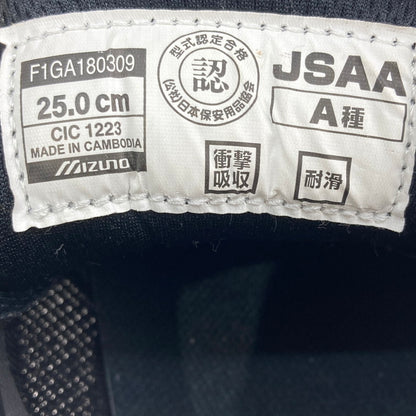 F1GA180309
25.0 cm
CIC 1223
MADE IN CAMBODIA
MIZUNO
型式認定合格
認
(公社)日本保安用品協会
JSAA
A種
衝撃
吸収
耐滑